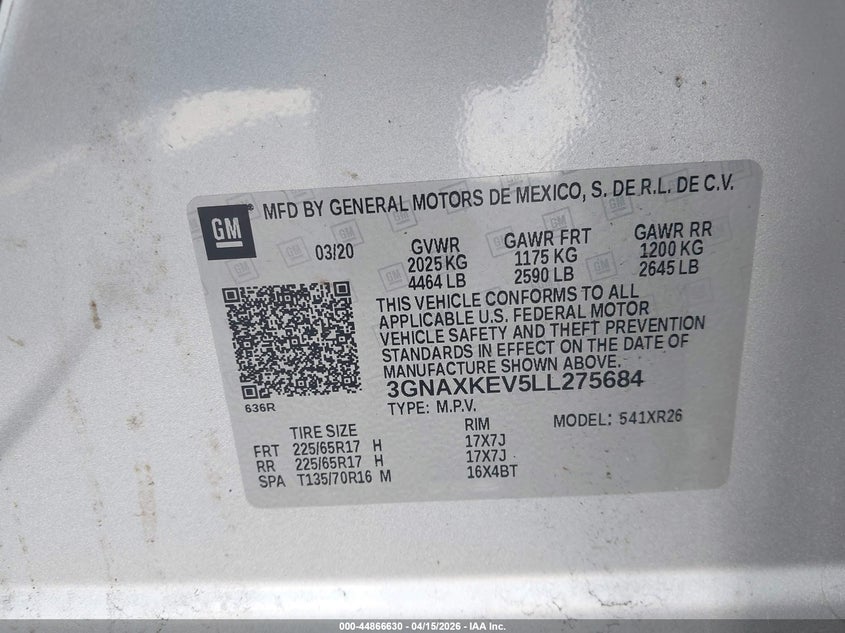 GM® MFD BY GENERAL MOTORS DE MEXICO, S. DE R.L. DE C.V.
03/20 GVWR GAWR FRT GAWR RR
2025 KG 1175 KG 1200 KG
4464 LB 2590 LB 2645 LB
THIS VEHICLE CONFORMS TO ALL
APPLICABLE U.S. FEDERAL MOTOR
VEHICLE SAFETY AND THEFT PREVENTION
STANDARDS IN EFFECT ON THE DATE OF
MANUFACTURE SHOWN ABOVE.
3GNAXKEV5LL275684
636R
TYPE: M.P.V. MODEL: 541XR26
TIRE SIZE RIM
FRT 225/65R17 H 17X7J
RR 225/65R17 H 17X7J
SPA T135/70R16 M 16X4BT
000-44866630 - 04/15/2026 - IAA Inc.